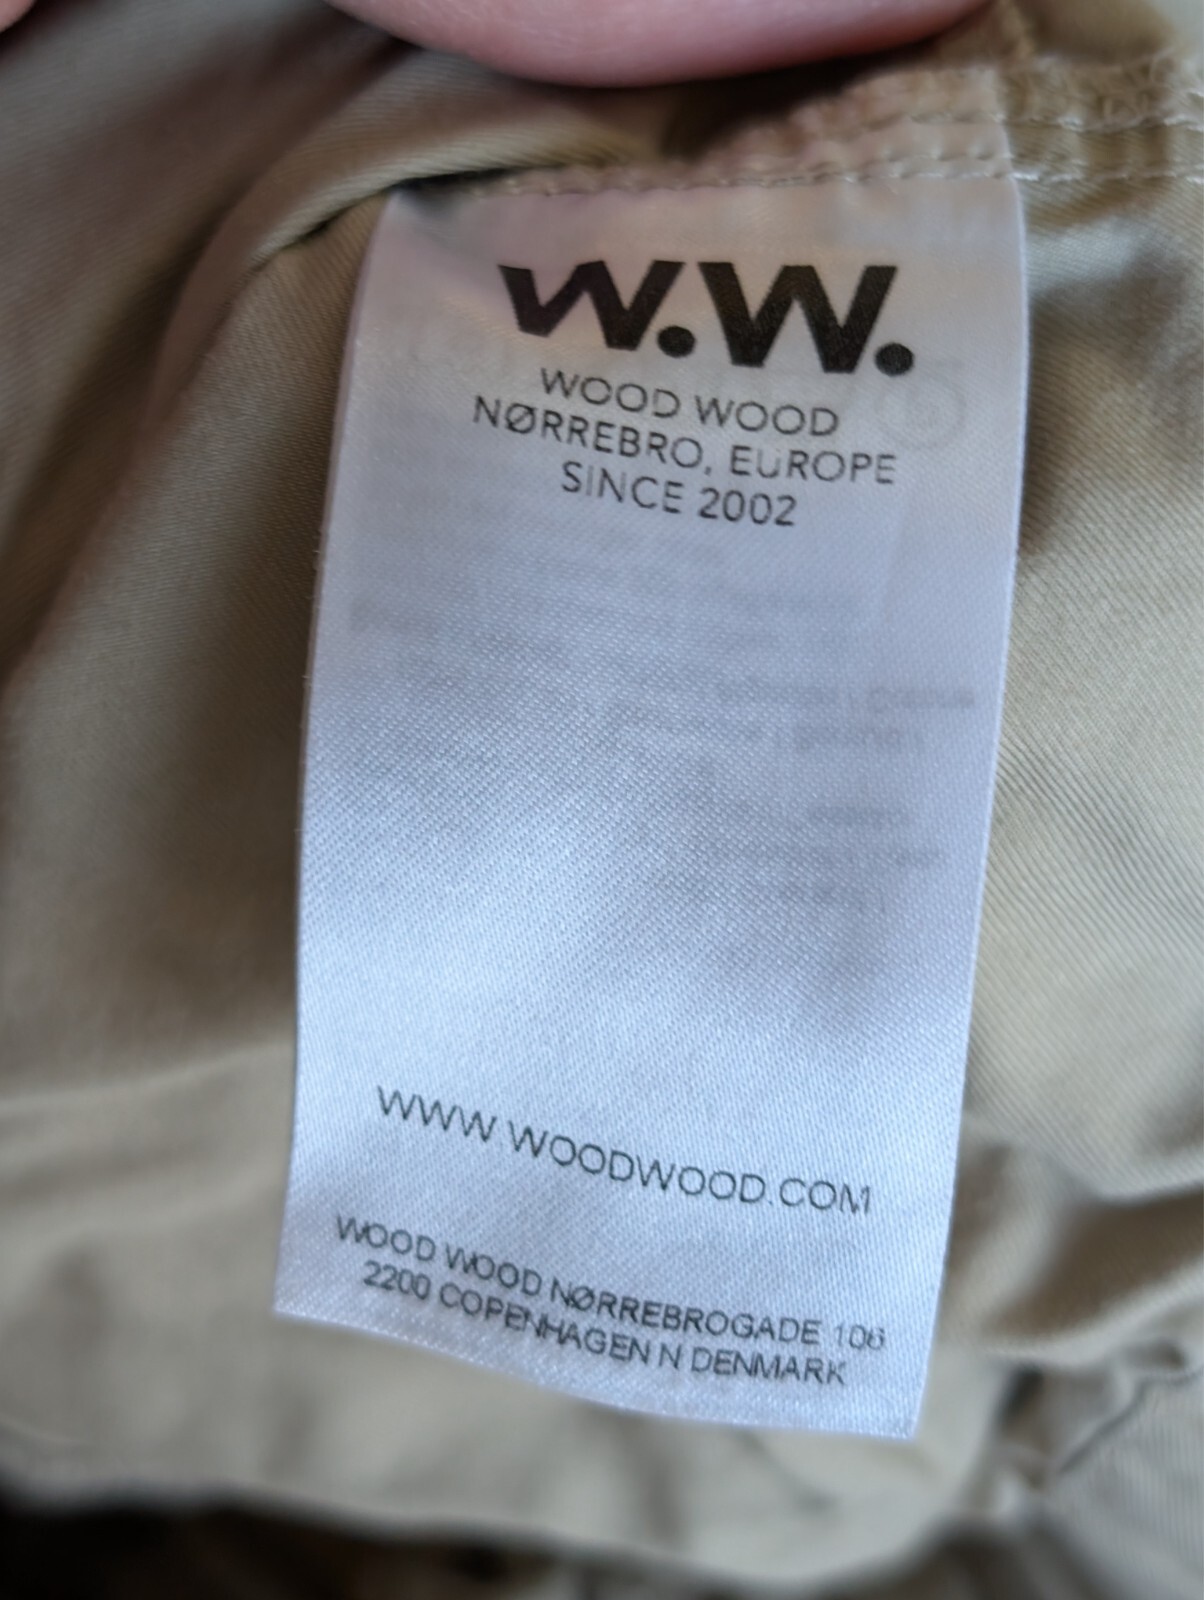 W.W.
WOOD WOOD
NØRREBRO, EUROPE
SINCE 2002
WWW.WOODWOOD.COM
WOOD WOOD NØRREBROGADE 106
2200 COPENHAGEN N DENMARK